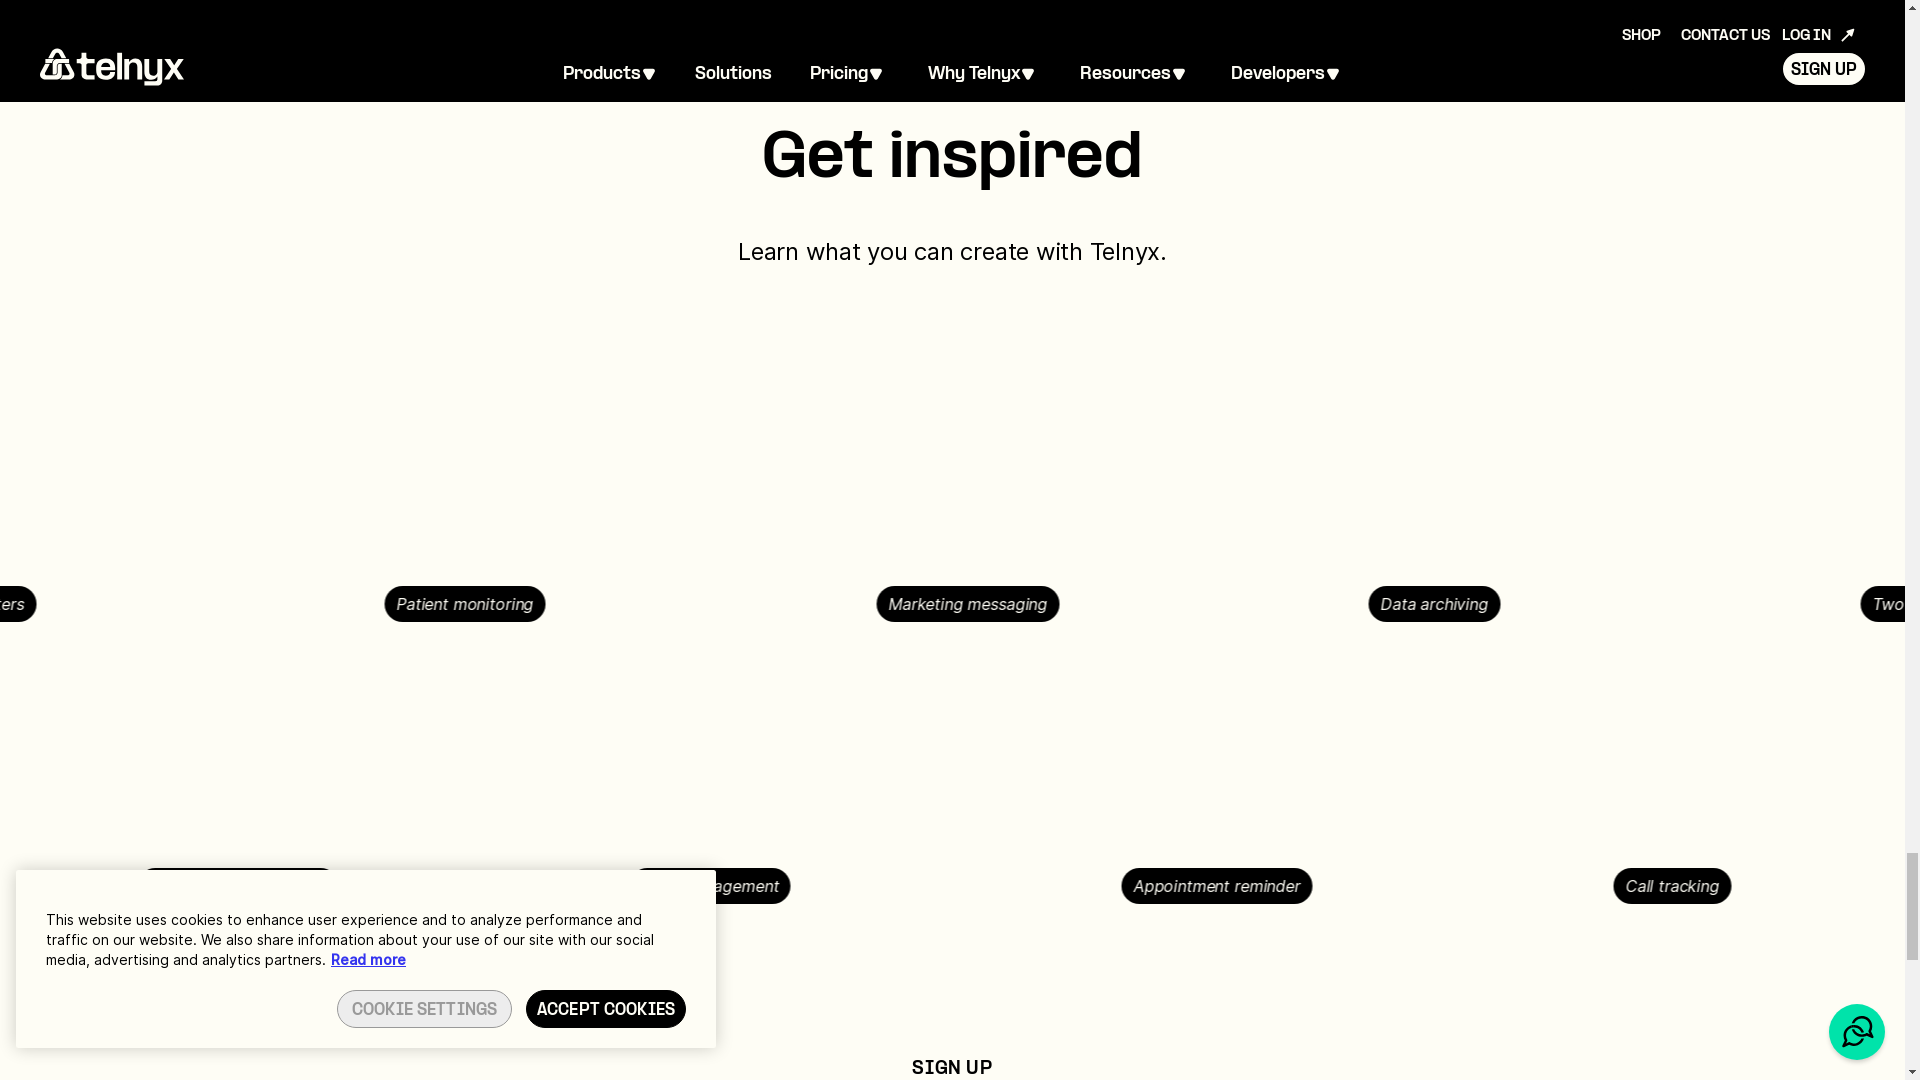 SHOP CONTACT US LOG IN
telnyx
Products Solutions Pricing Why Telnyx Resources Developers
SIGN UP
Get inspired
Learn what you can create with Telnyx.
Patient monitoring
Marketing messaging
Data archiving
Two
Appointment reminder
Call tracking
This website uses cookies to enhance user experience and to analyze performance and
traffic on our website. We also share information about your use of our site with our social
media, advertising and analytics partners. Read more
COOKIE SETTINGS
ACCEPT COOKIES
SIGN UP